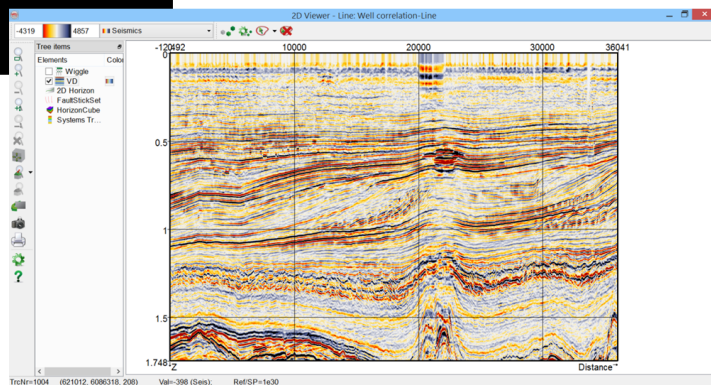 2D Viewer - Line: Well correlation-Line
-4319 4857 Seismics
Tree items
Elements Color
Wiggle
VD
2D Horizon
FaultStickSet
HorizonCube
Systems Tr...
-120492 10000 20000 30000 36041
0
0.5
1
1.5
1.748
Z
Distance
TrcNr=1004 (621012, 6086318, 208) Val=-398 (Seis): Ref/SP=1e30